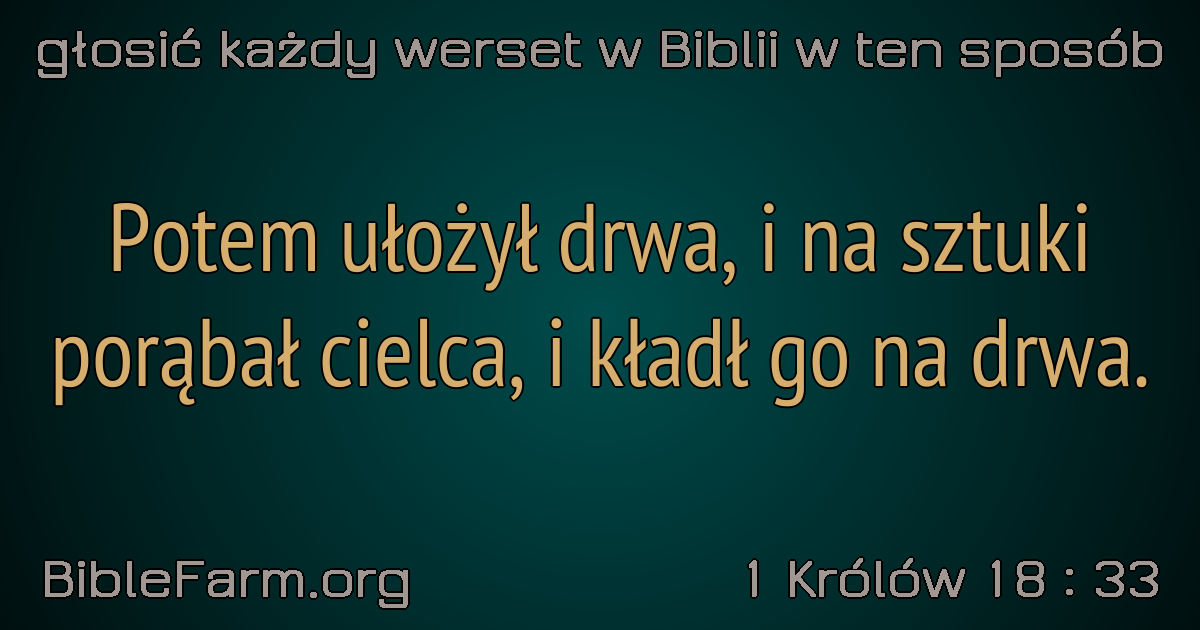 głosić każdy werset w Biblii w ten sposób
Potem ułożył drwa, i na sztuki
porąbał cielca, i kładł go na drwa.
BibleFarm.org
1 Królów 18 : 33